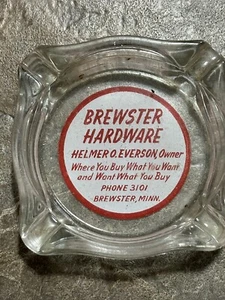 BREWSTER
HARDWARE
HELMER O. EVERSON, Owner
Where You Buy What You Want
and Want What You Buy
PHONE 3101
BREWSTER, MINN.